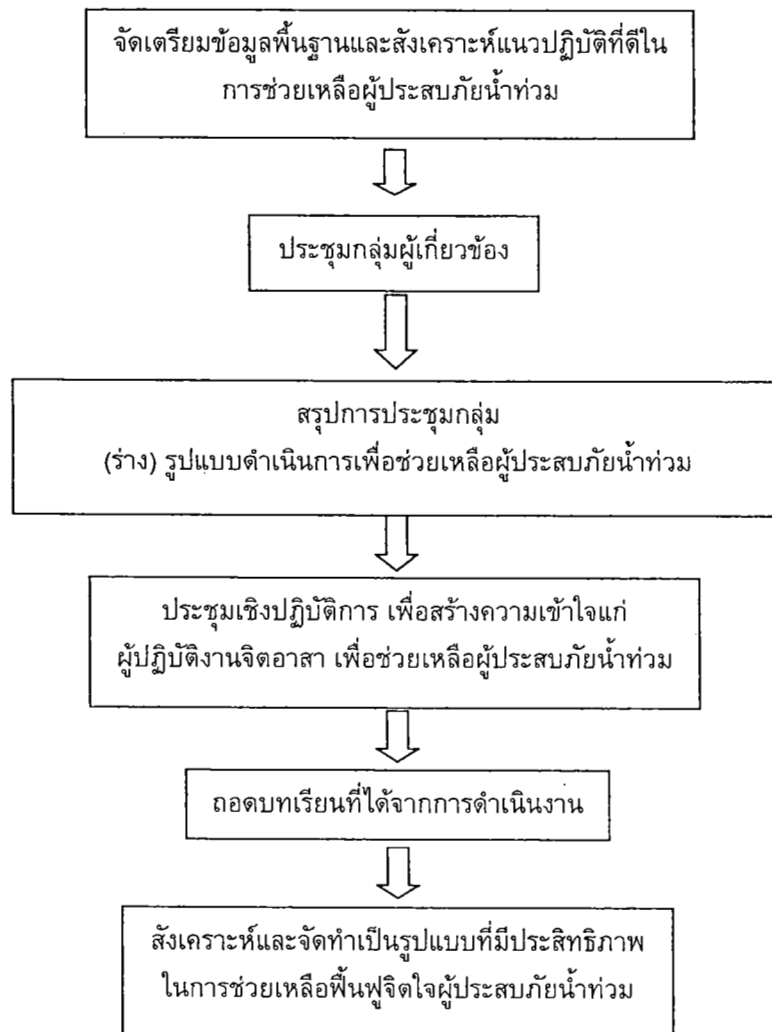 จัดเตรียมข้อมูลพื้นฐานและสังเคราะห์แนวปฏิบัติที่ดีใน
การช่วยเหลือผู้ประสบภัยน้ำท่วม
ประชุมกลุ่มผู้เกี่ยวข้อง
สรุปการประชุมกลุ่ม
(ร่าง) รูปแบบดำเนินการเพื่อช่วยเหลือผู้ประสบภัยน้ำท่วม
ประชุมเชิงปฏิบัติการ เพื่อสร้างความเข้าใจแก่
ผู้ปฏิบัติงานจิตอาสา เพื่อช่วยเหลือผู้ประสบภัยน้ำท่วม
ถอดบทเรียนที่ได้จากการดำเนินงาน
สังเคราะห์และจัดทำเป็นรูปแบบที่มีประสิทธิภาพ
ในการช่วยเหลือฟื้นฟูจิตใจผู้ประสบภัยน้ำท่วม